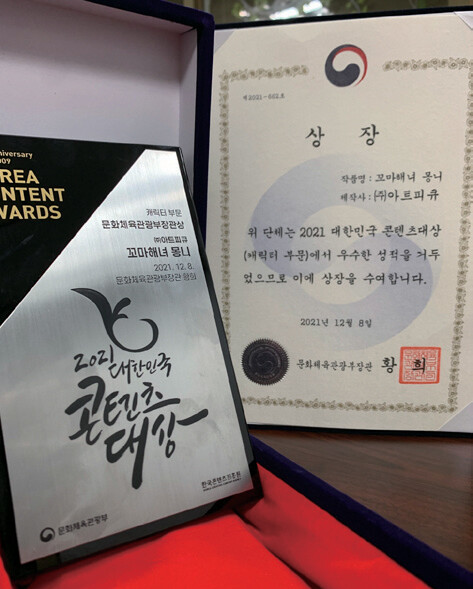 niversary
009
REA
ONTENT
WARDS
캐릭터 부문
문화체육관광부장관상
㈜아트피큐
꼬마해녀 몽니
2021. 12. 8.
문화체육관광부장관 황희
2021
대한민국
콘텐츠
대상
문화체육관광부
한국콘텐츠진흥원
제2021-502호
상 장
작품명 : 꼬마해녀 몽니
제작사 : ㈜아트피큐
위 단체는 2021 대한민국 콘텐츠대상
(캐릭터 부문)에서 우수한 성적을 거두
었으므로 이에 상장을 수여합니다.
2021년 12월 8일
문화체육관광부장관 황 희